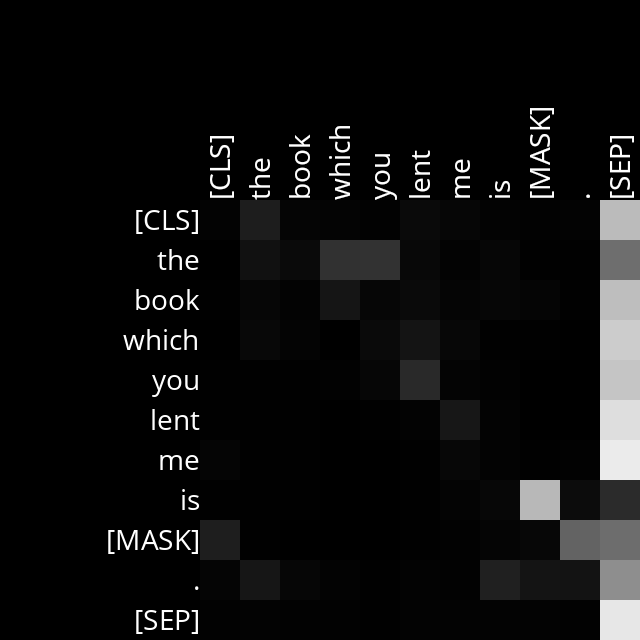 [CLS] the book which you lent me is [MASK] . [SEP]
[CLS]
the
book
which
you
lent
me
is
[MASK]
.
[SEP]